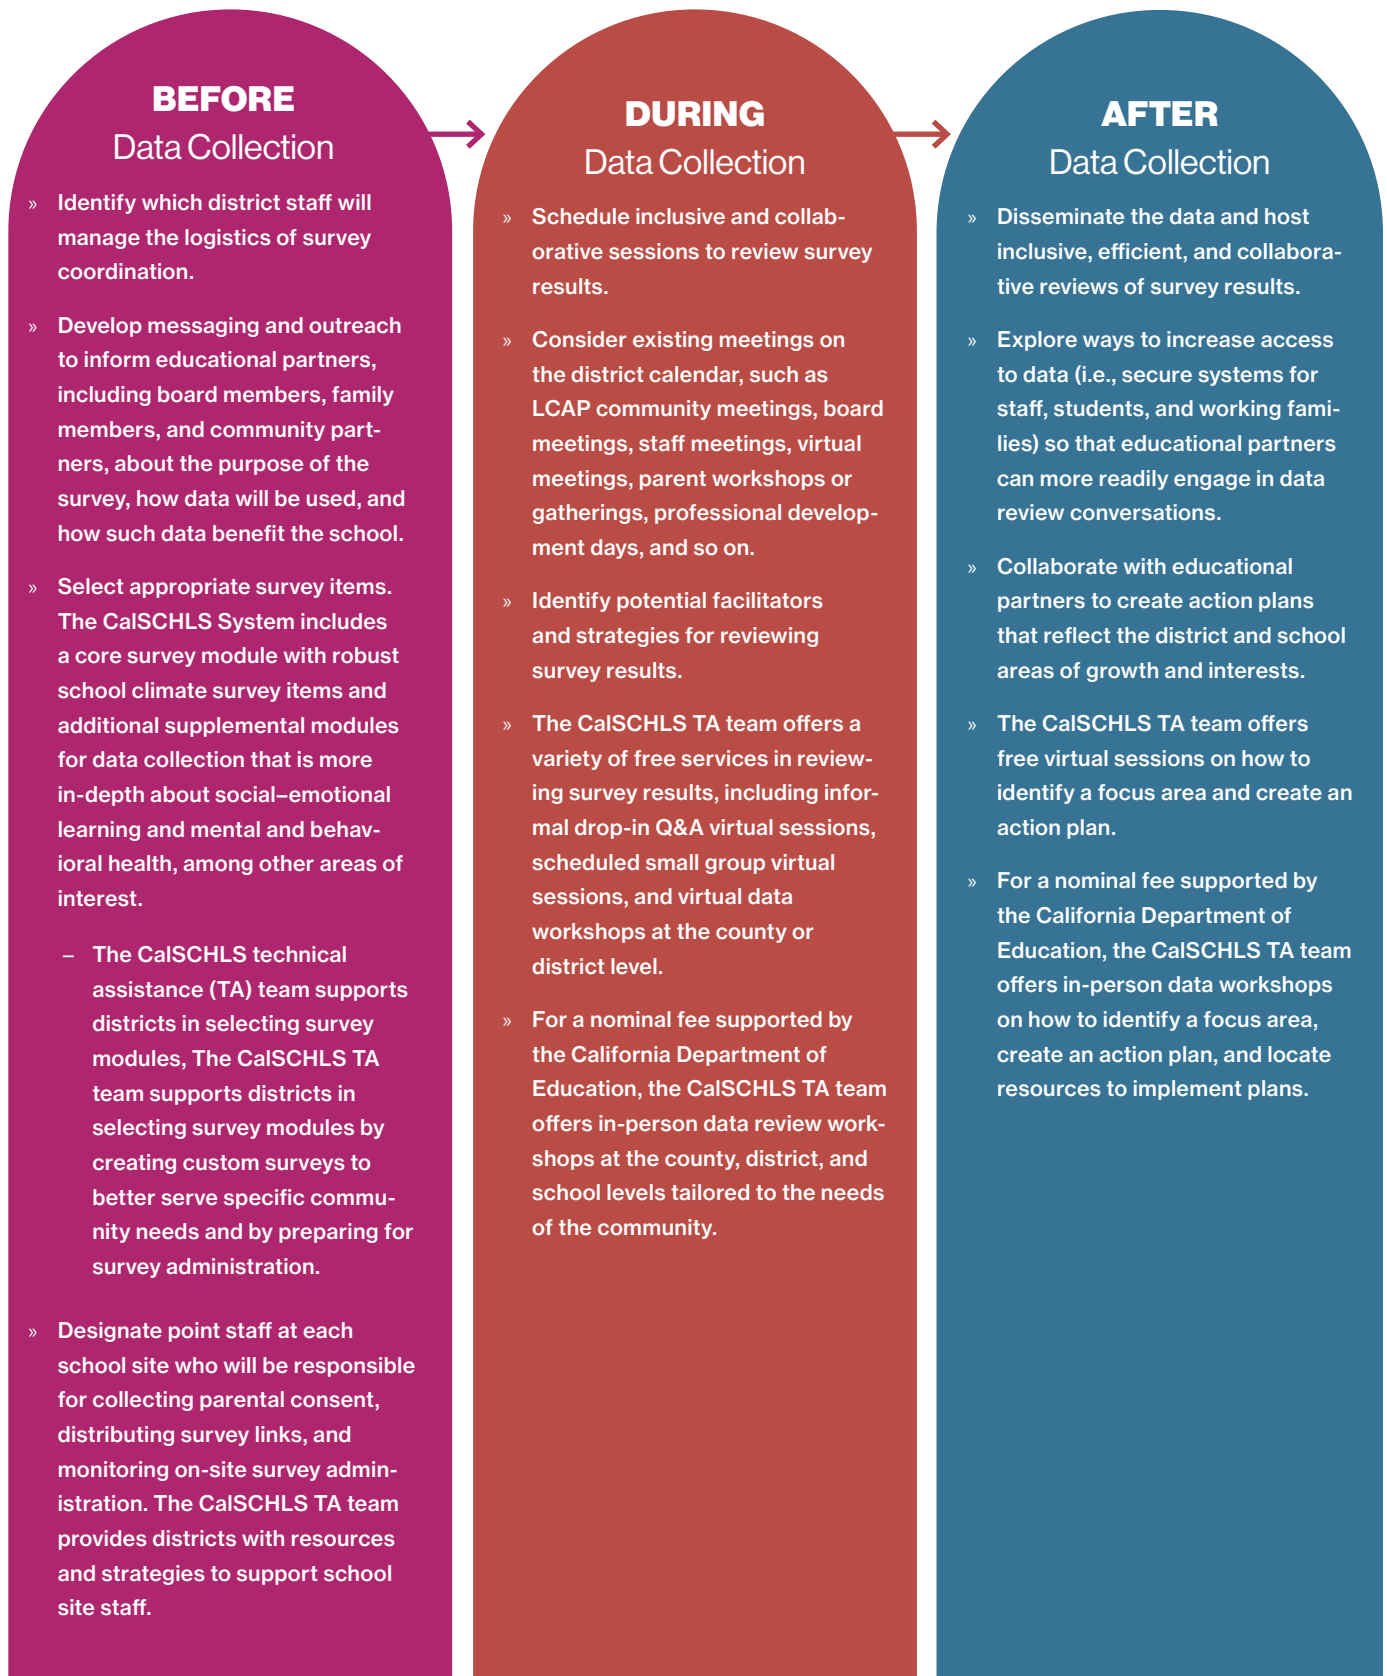 BEFORE
Data Collection
» Identify which district staff will
manage the logistics of survey
coordination.
» Develop messaging and outreach
to inform educational partners,
including board members, family
members, and community part-
ners, about the purpose of the
survey, how data will be used, and
how such data benefit the school.
» Select appropriate survey items.
The CalSCHLS System includes
a core survey module with robust
school climate survey items and
additional supplemental modules
for data collection that is more
in-depth about social–emotional
learning and mental and behav-
ioral health, among other areas of
interest.
– The CalSCHLS technical
assistance (TA) team supports
districts in selecting survey
modules, The CalSCHLS TA
team supports districts in
selecting survey modules by
creating custom surveys to
better serve specific commu-
nity needs and by preparing for
survey administration.
» Designate point staff at each
school site who will be responsible
for collecting parental consent,
distributing survey links, and
monitoring on-site survey admin-
istration. The CalSCHLS TA team
provides districts with resources
and strategies to support school
site staff.
DURING
Data Collection
» Schedule inclusive and collab-
orative sessions to review survey
results.
» Consider existing meetings on
the district calendar, such as
LCAP community meetings, board
meetings, staff meetings, virtual
meetings, parent workshops or
gatherings, professional develop-
ment days, and so on.
» Identify potential facilitators
and strategies for reviewing
survey results.
» The CalSCHLS TA team offers a
variety of free services in review-
ing survey results, including infor-
mal drop-in Q&A virtual sessions,
scheduled small group virtual
sessions, and virtual data
workshops at the county or
district level.
» For a nominal fee supported by
the California Department of
Education, the CalSCHLS TA team
offers in-person data review work-
shops at the county, district, and
school levels tailored to the needs
of the community.
AFTER
Data Collection
» Disseminate the data and host
inclusive, efficient, and collabora-
tive reviews of survey results.
» Explore ways to increase access
to data (i.e., secure systems for
staff, students, and working fami-
lies) so that educational partners
can more readily engage in data
review conversations.
» Collaborate with educational
partners to create action plans
that reflect the district and school
areas of growth and interests.
» The CalSCHLS TA team offers
free virtual sessions on how to
identify a focus area and create an
action plan.
» For a nominal fee supported by
the California Department of
Education, the CalSCHLS TA team
offers in-person data workshops
on how to identify a focus area,
create an action plan, and locate
resources to implement plans.